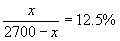 x
2700 − x
= 12.5%